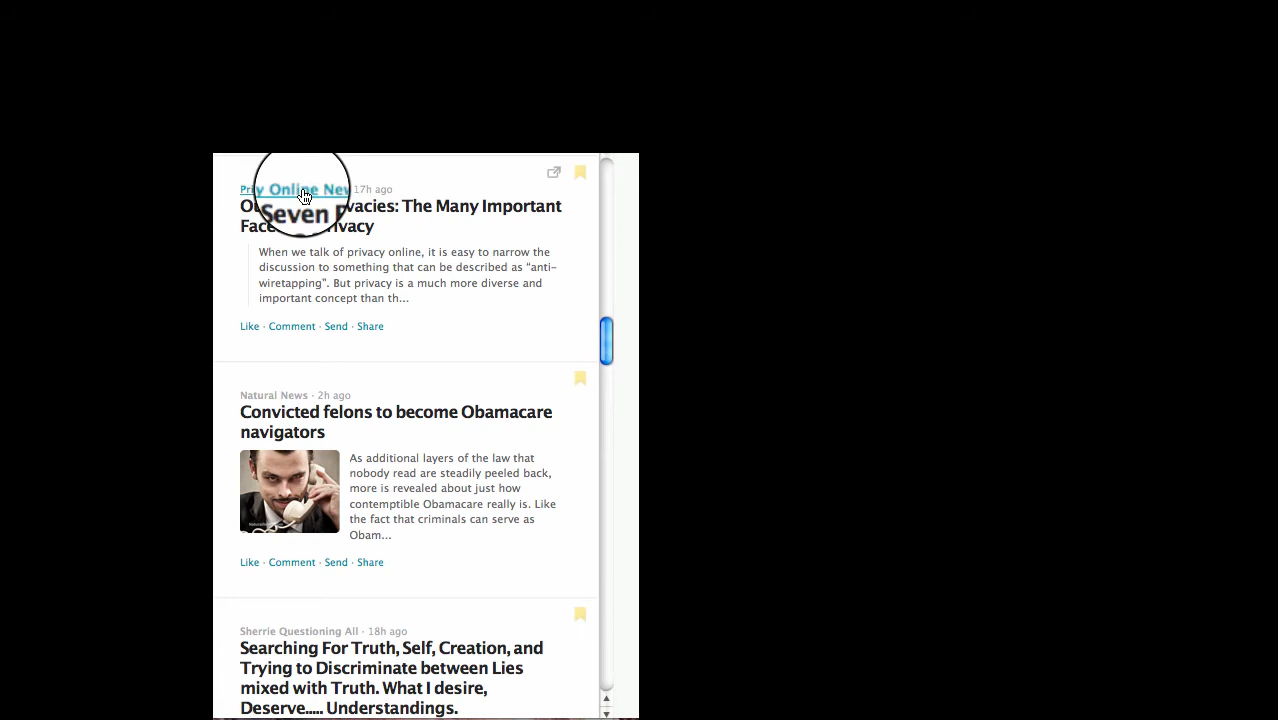 Pri y Online New 17h ago
Ou Seven P vacies: The Many Important
Face rivacy
When we talk of privacy online, it is easy to narrow the
discussion to something that can be described as “anti-
wiretapping”. But privacy is a much more diverse and
important concept than th...
Like · Comment · Send · Share
Natural News · 2h ago
Convicted felons to become Obamacare
navigators
As additional layers of the law that
nobody read are steadily peeled back,
more is revealed about just how
contemptible Obamacare really is. Like
the fact that criminals can serve as
Obam...
Like · Comment · Send · Share
Sherrie Questioning All · 18h ago
Searching For Truth, Self, Creation, and
Trying to Discriminate between Lies
mixed with Truth. What I desire,
Deserve..... Understandings.